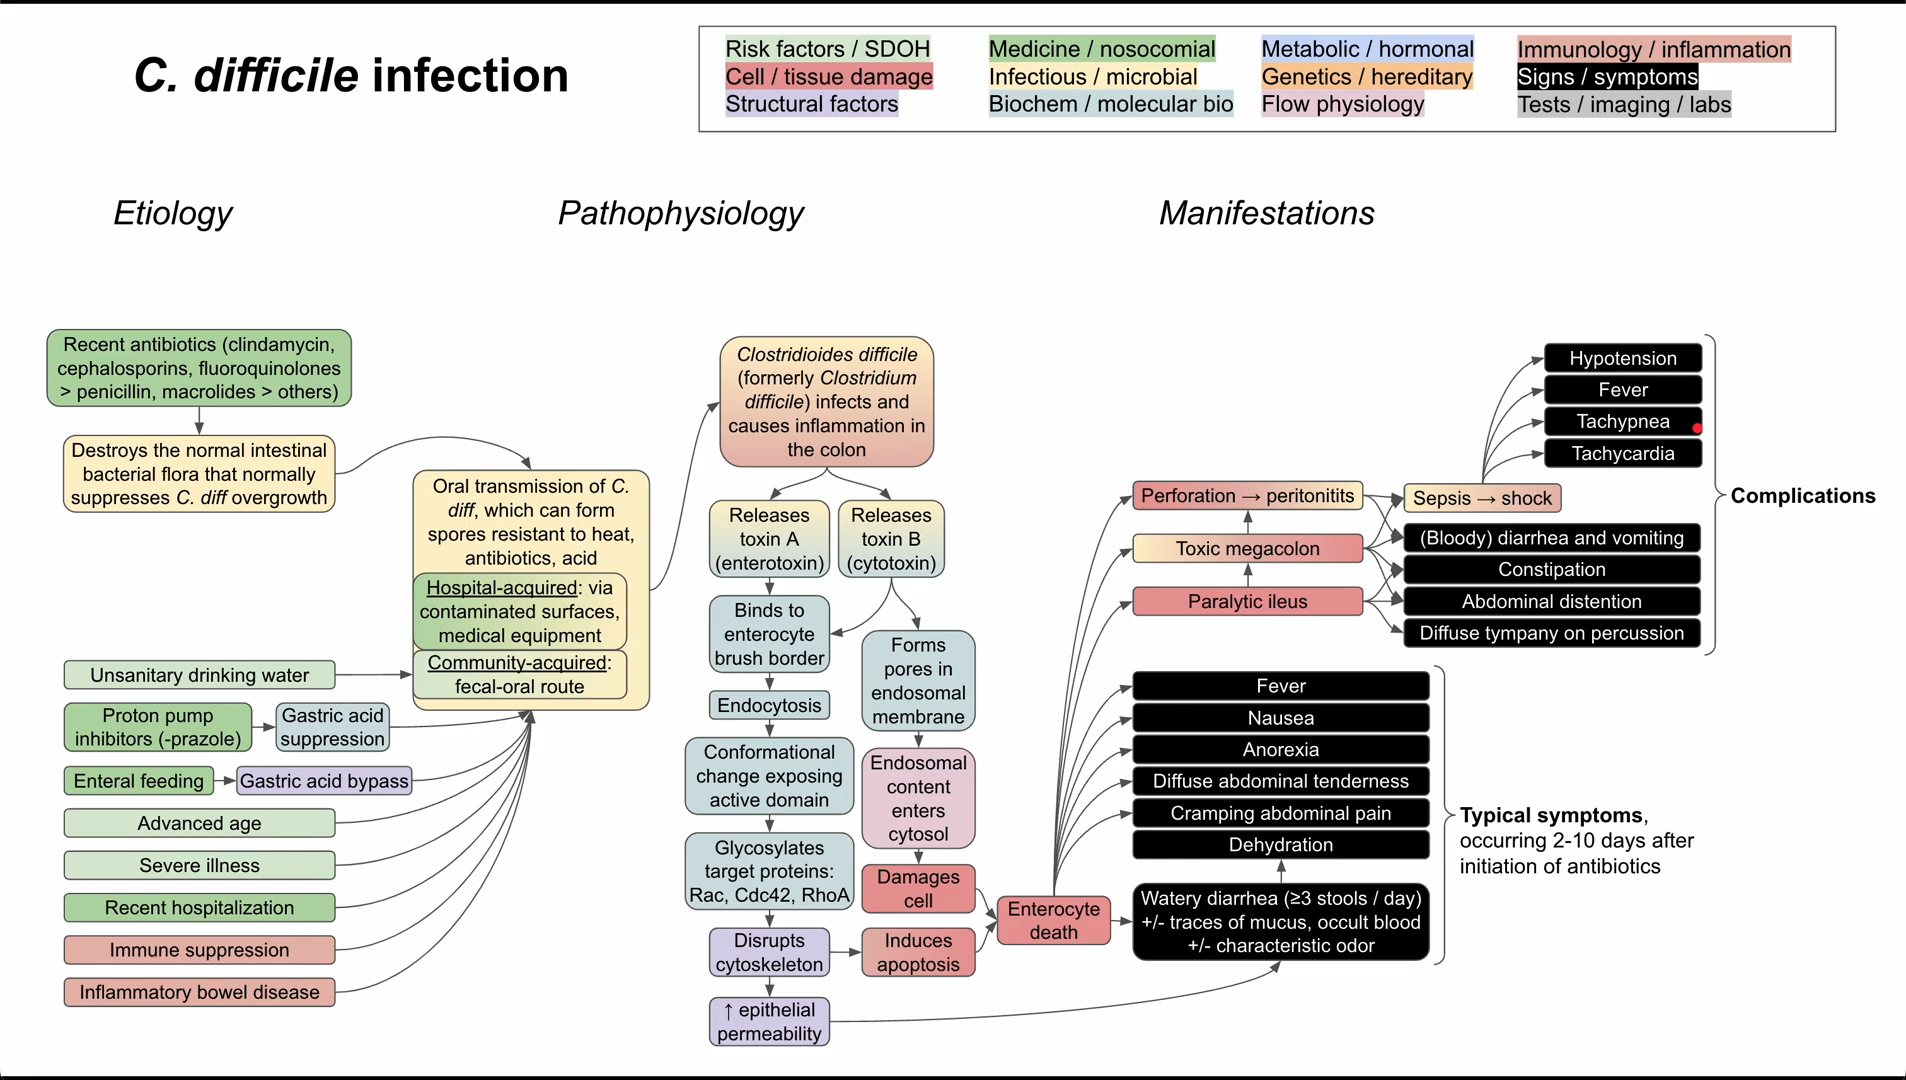 C. difficile infection
Risk factors / SDOH
Cell / tissue damage
Structural factors
Medicine / nosocomial
Infectious / microbial
Biochem / molecular bio
Metabolic / hormonal
Genetics / hereditary
Flow physiology
Immunology / inflammation
Signs / symptoms
Tests / imaging / labs
Etiology
Pathophysiology
Manifestations
Recent antibiotics (clindamycin,
cephalosporins, fluoroquinolones
> penicillin, macrolides > others)
Destroys the normal intestinal
bacterial flora that normally
suppresses C. diff overgrowth
Oral transmission of C.
diff, which can form
spores resistant to heat,
antibiotics, acid
Hospital-acquired: via
contaminated surfaces,
medical equipment
Community-acquired:
fecal-oral route
Unsanitary drinking water
Proton pump
inhibitors (-prazole)
Gastric acid
suppression
Enteral feeding
Gastric acid bypass
Advanced age
Severe illness
Recent hospitalization
Immune suppression
Inflammatory bowel disease
Clostridioides difficile
(formerly Clostridium
difficile) infects and
causes inflammation in
the colon
Releases
toxin A
(enterotoxin)
Releases
toxin B
(cytotoxin)
Binds to
enterocyte
brush border
Endocytosis
Conformational
change exposing
active domain
Glycosylates
target proteins:
Rac, Cdc42, RhoA
Disrupts
cytoskeleton
↑ epithelial
permeability
Forms
pores in
endosomal
membrane
Endosomal
content
enters
cytosol
Damages
cell
Induces
apoptosis
Enterocyte
death
Perforation → peritonitits
Toxic megacolon
Paralytic ileus
Sepsis → shock
Hypotension
Fever
Tachypnea
Tachycardia
(Bloody) diarrhea and vomiting
Constipation
Abdominal distention
Diffuse tympany on percussion
Complications
Fever
Nausea
Anorexia
Diffuse abdominal tenderness
Cramping abdominal pain
Dehydration
Watery diarrhea (≥3 stools / day)
+/- traces of mucus, occult blood
+/- characteristic odor
Typical symptoms,
occurring 2-10 days after
initiation of antibiotics